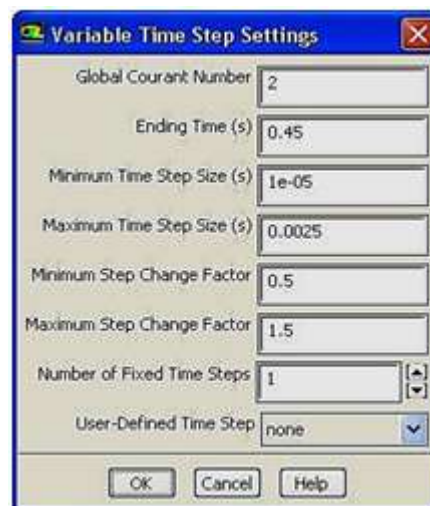 Variable Time Step Settings
Global Courant Number 2
Ending Time (s) 0.45
Minimum Time Step Size (s) 1e-05
Maximum Time Step Size (s) 0.0025
Minimum Step Change Factor 0.5
Maximum Step Change Factor 1.5
Number of Fixed Time Steps 1
User-Defined Time Step none
OK Cancel Help